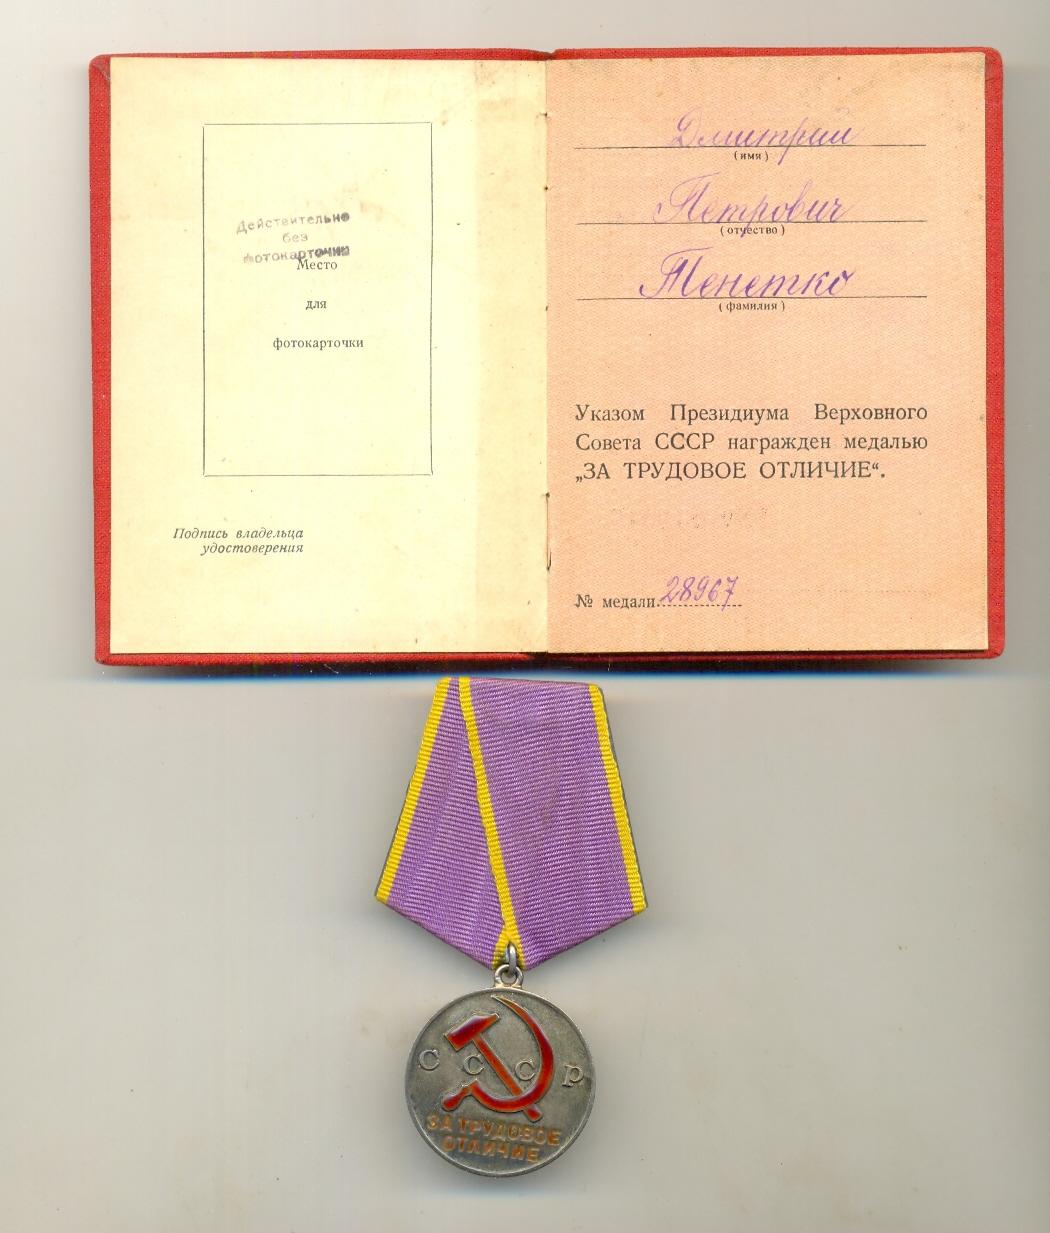 Действительно
без
фотокарточки
Место
для
фотокарточки
Подпись владельца
удостоверения
Дмитрий
(имя)
Петрович
(отчество)
Тенетко
(фамилия)
Указом Президиума Верховного
Совета СССР награжден медалью
„ЗА ТРУДОВОЕ ОТЛИЧИЕ“.
№ медали 28967
СССР
ЗА ТРУДОВОЕ
ОТЛИЧИЕ